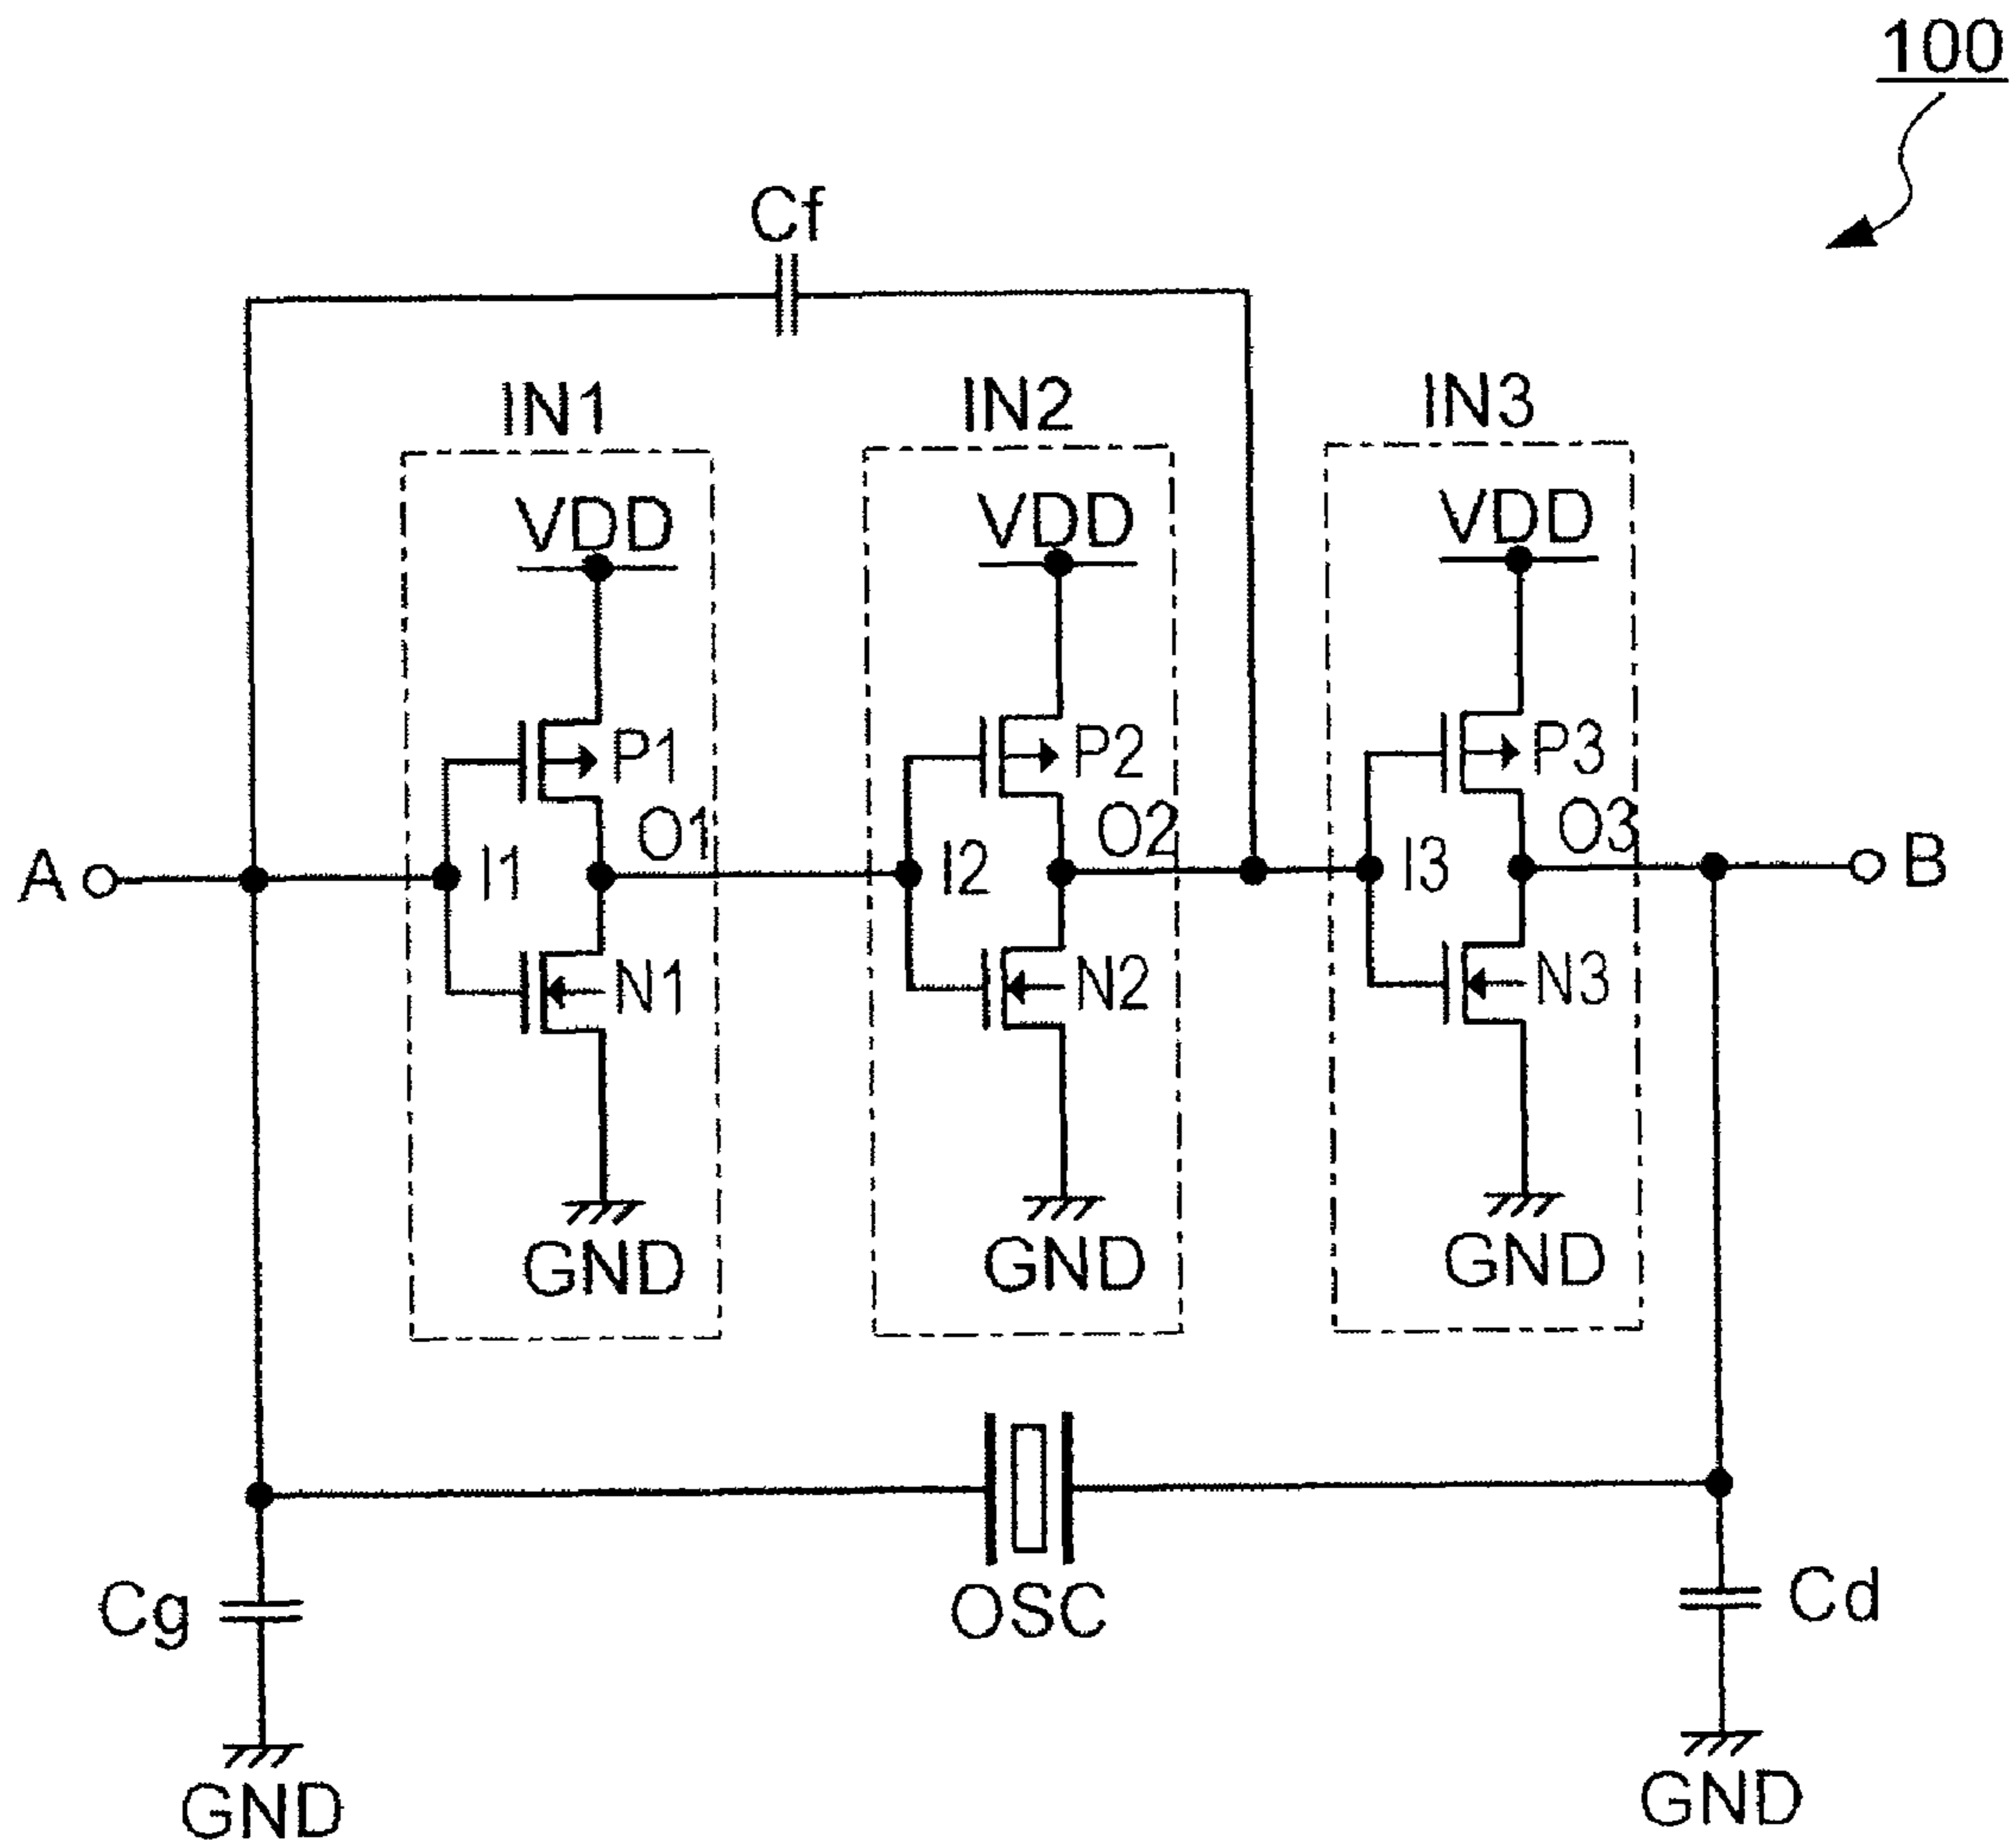 100
Cf
IN1
IN2
IN3
VDD
VDD
VDD
P1
P2
P3
O1
O2
O3
A
I1
I2
I3
B
N1
N2
N3
GND
GND
GND
OSC
Cg
Cd
GND
GND